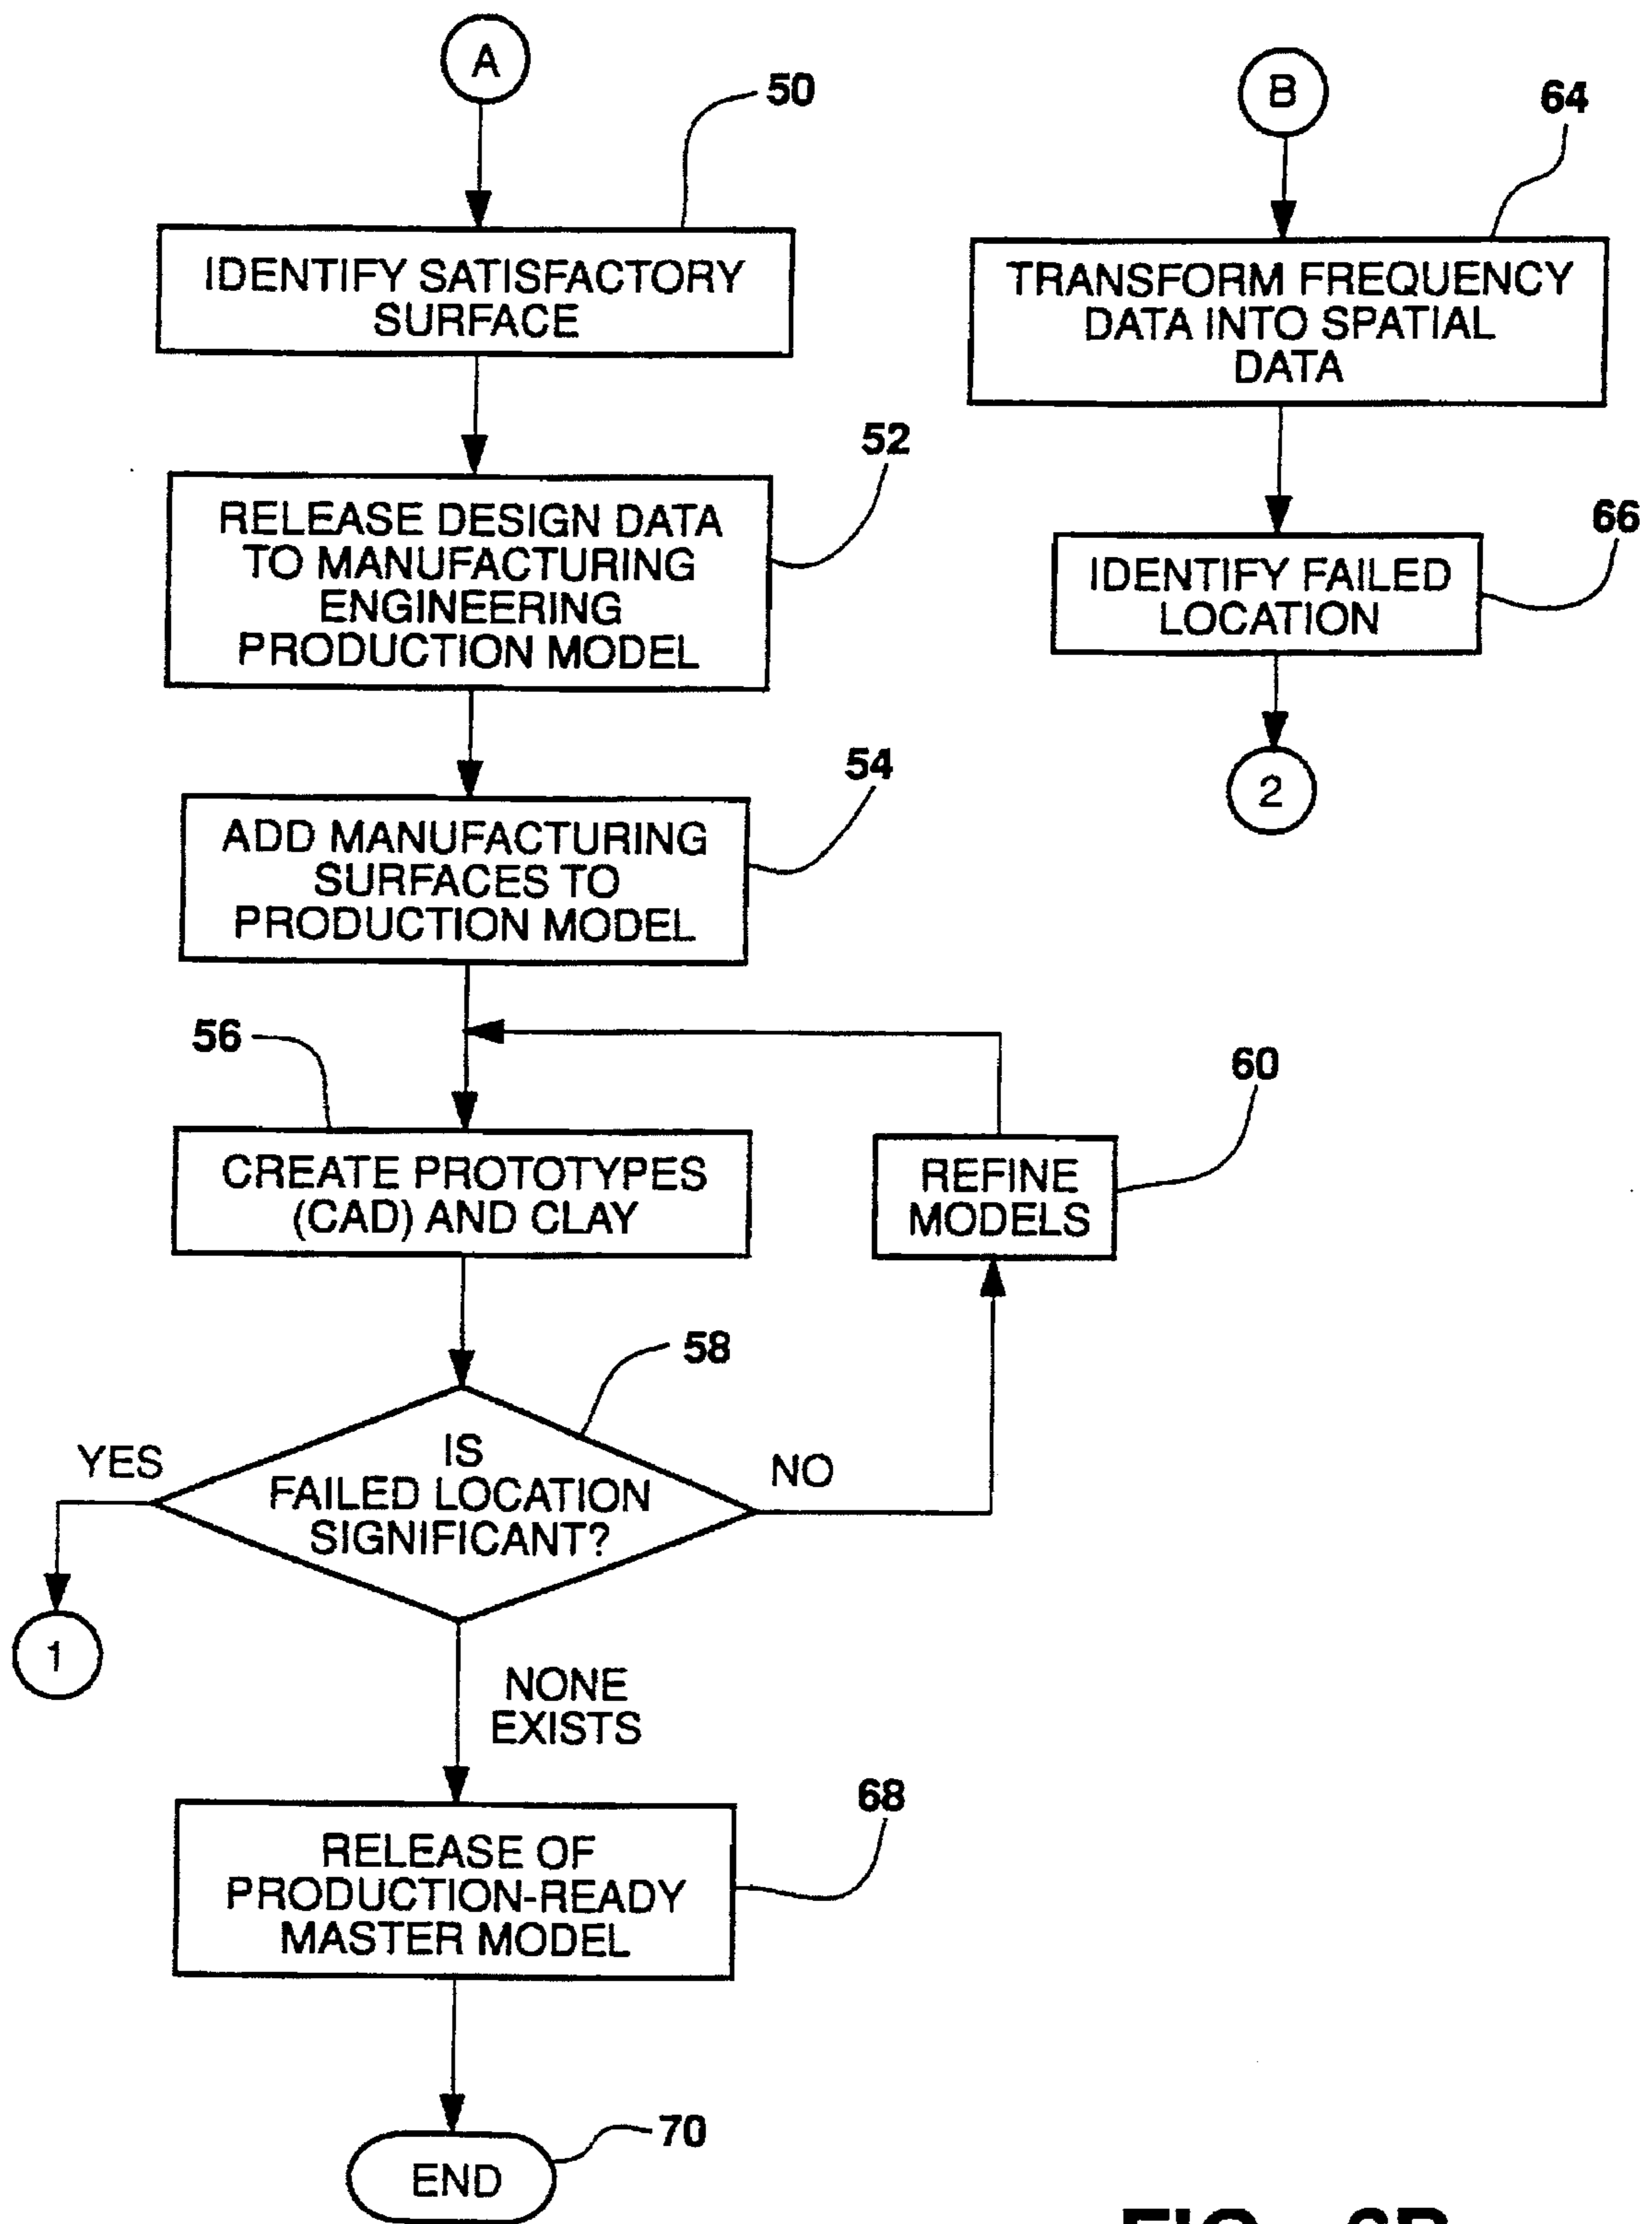 A
50
IDENTIFY SATISFACTORY
SURFACE
52
RELEASE DESIGN DATA
TO MANUFACTURING
ENGINEERING
PRODUCTION MODEL
54
ADD MANUFACTURING
SURFACES TO
PRODUCTION MODEL
56
CREATE PROTOTYPES
(CAD) AND CLAY
60
REFINE
MODELS
58
IS
FAILED LOCATION
SIGNIFICANT?
YES
NO
1
NONE
EXISTS
68
RELEASE OF
PRODUCTION-READY
MASTER MODEL
70
END
B
64
TRANSFORM FREQUENCY
DATA INTO SPATIAL
DATA
66
IDENTIFY FAILED
LOCATION
2